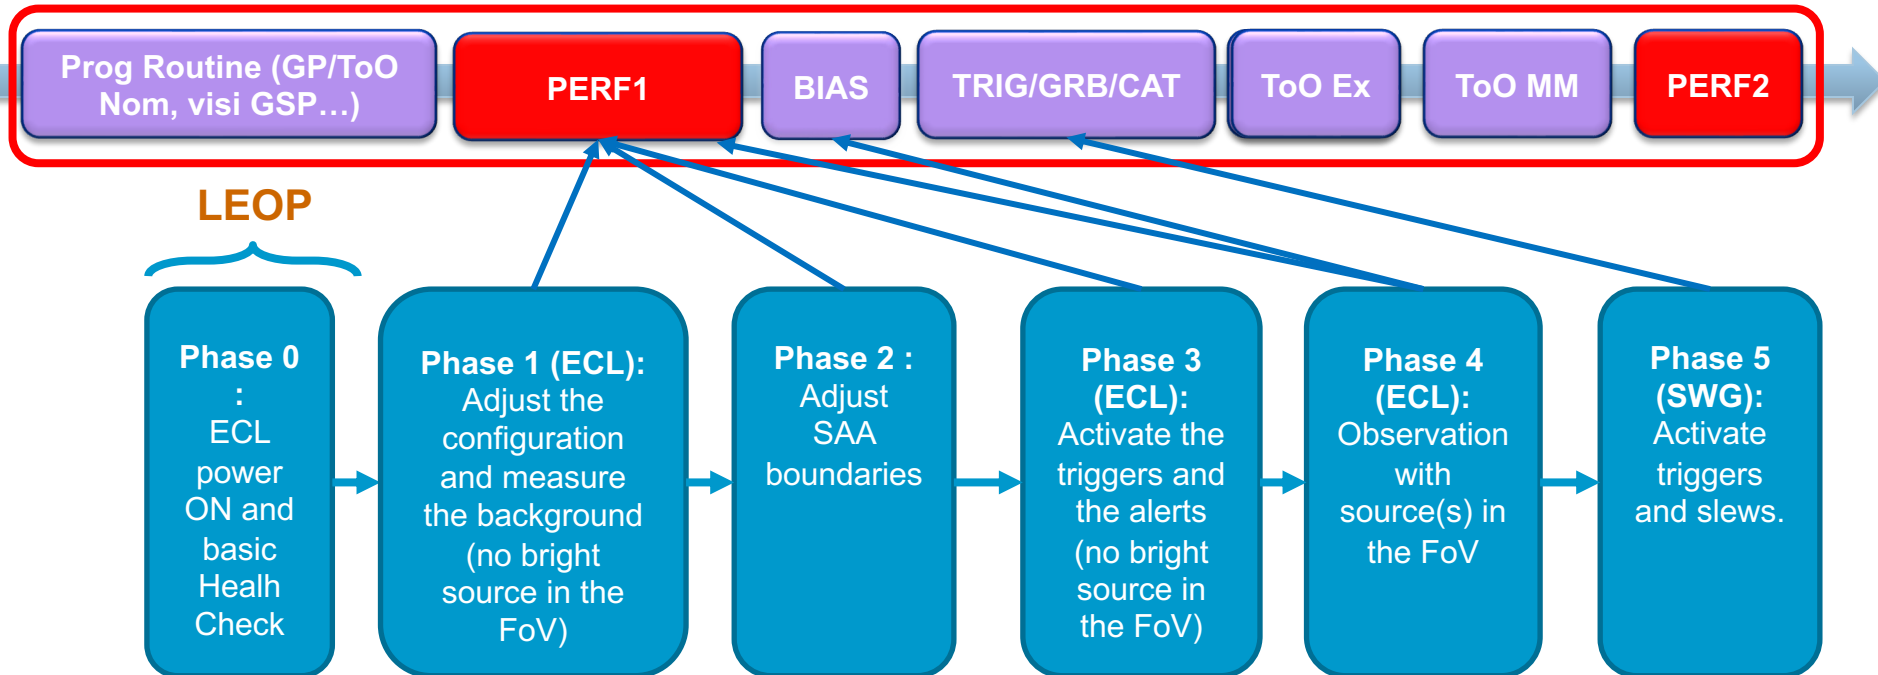 Prog Routine (GP/ToO
Nom, visi GSP…)
PERF1
BIAS
TRIG/GRB/CAT
ToO Ex
ToO MM
PERF2
LEOP
Phase 0
:
ECL
power
ON and
basic
Healh
Check
Phase 1 (ECL):
Adjust the
configuration
and measure
the background
(no bright
source in the
FoV)
Phase 2 :
Adjust
SAA
boundaries
Phase 3
(ECL):
Activate the
triggers and
the alerts
(no bright
source in
the FoV)
Phase 4
(ECL):
Observation
with
source(s) in
the FoV
Phase 5
(SWG):
Activate
triggers
and slews.